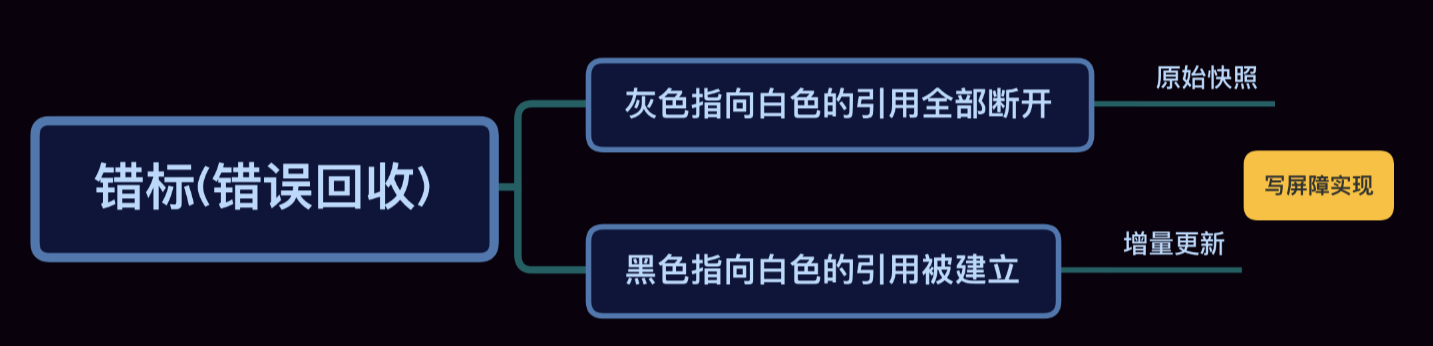 错标(错误回收)
灰色指向白色的引用全部断开
原始快照
黑色指向白色的引用被建立
增量更新
写屏障实现